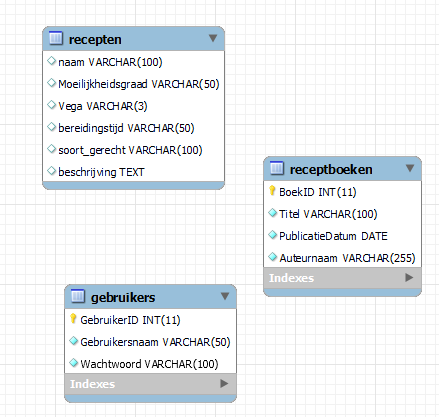 recepten
naam VARCHAR(100)
Moeilijkheidsgraad VARCHAR(50)
Vega VARCHAR(3)
bereidingstijd VARCHAR(50)
soort_gerecht VARCHAR(100)
beschrijving TEXT
receptboeken
BoekID INT(11)
Titel VARCHAR(100)
PublicatieDatum DATE
Auteurnaam VARCHAR(255)
Indexes
gebruikers
GebruikerID INT(11)
Gebruikersnaam VARCHAR(50)
Wachtwoord VARCHAR(100)
Indexes